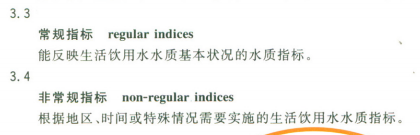 3.3
常规指标 regular indices
能反映生活饮用水水质基本状况的水质指标。
3.4
非常规指标 non-regular indices
根据地区、时间或特殊情况需要实施的生活饮用水水质指标。